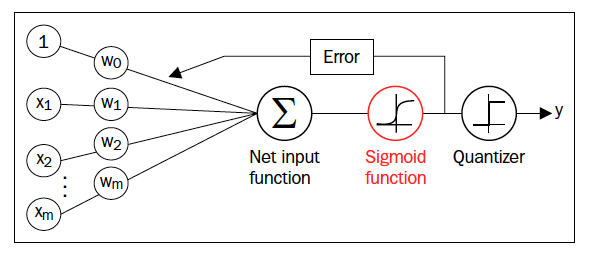 1
w0
Error
x1
w1
Σ
y
x2
w2
Net input
function
Sigmoid
function
Quantizer
wm
xm